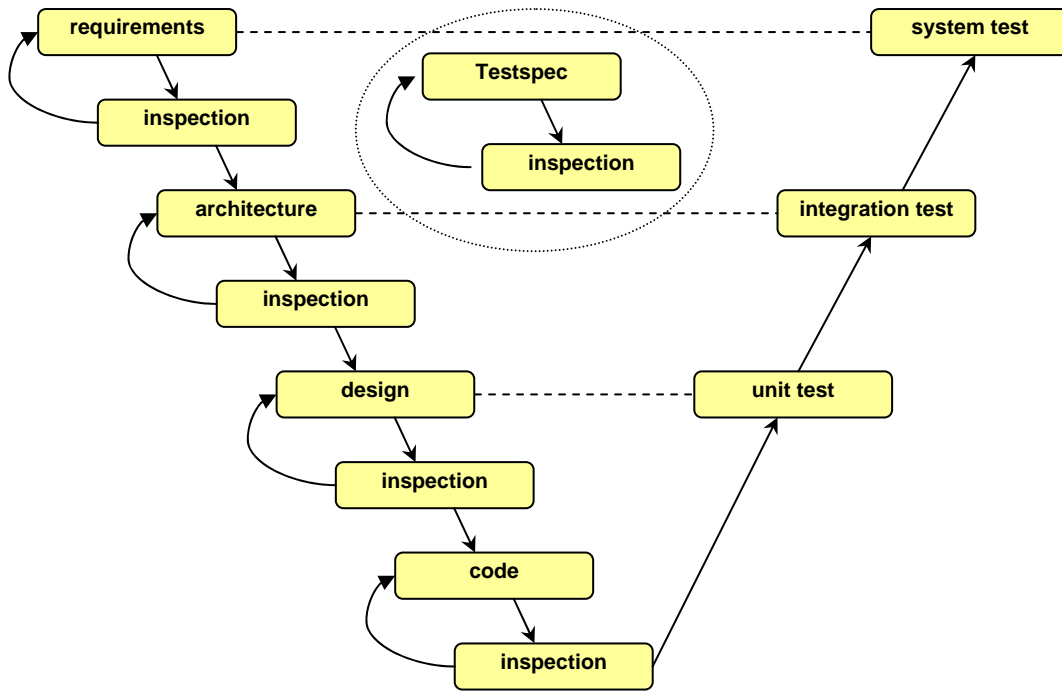 requirements
system test
Testspec
inspection
inspection
architecture
integration test
inspection
design
unit test
inspection
code
inspection